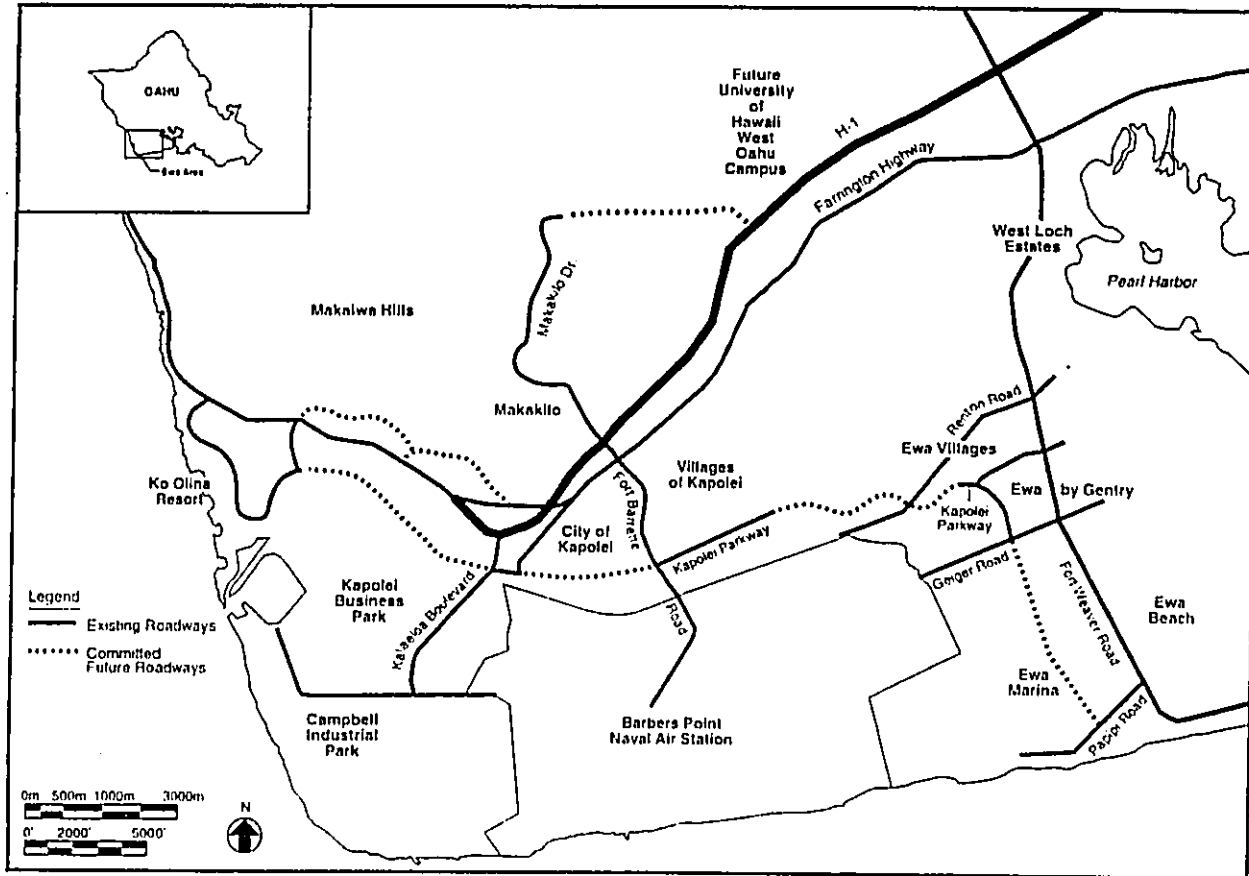 OAHU
Ewa Area
Future
University
of
Hawaii
West
Oahu
Campus
H-1
Farrington Highway
West Loch
Estates
Pearl Harbor
Makaiwa Hills
Makakilo Dr.
Makakilo
Renton Road
Ewa Villages
Ko Olina
Resort
Villages
of Kapolei
Fort Barrette
Road
Ewa by Gentry
Kapolei
Parkway
City of
Kapolei
Kapolei Parkway
Geiger Road
Kapolei
Business
Park
Kalaeloa Boulevard
Fort Weaver Road
Ewa
Beach
Legend
Existing Roadways
Committed
Future Roadways
Ewa
Marina
Papipi Road
Campbell
Industrial
Park
Barbers Point
Naval Air Station
0m 500m 1000m 3000m
0' 2000' 5000'
N